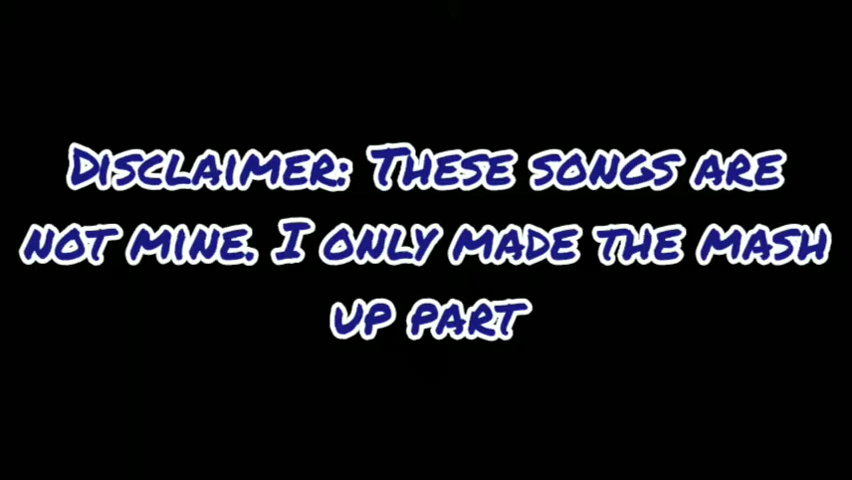 Disclaimer: These songs are
not mine. I only made the mash
up part